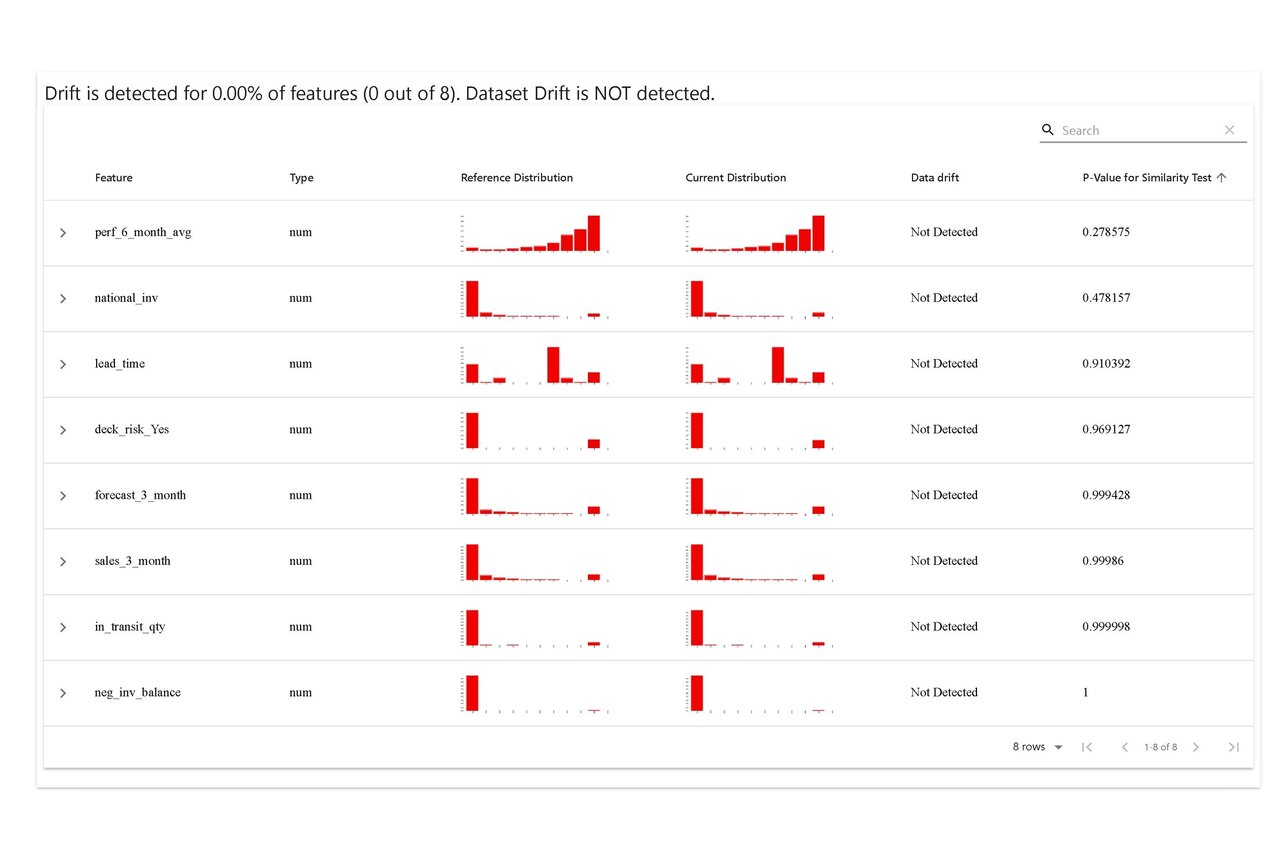 Drift is detected for 0.00% of features (0 out of 8). Dataset Drift is NOT detected.
Search
Feature Type Reference Distribution Current Distribution Data drift P-Value for Similarity Test
perf_6_month_avg num Not Detected 0.278575
national_inv num Not Detected 0.478157
lead_time num Not Detected 0.910392
deck_risk_Yes num Not Detected 0.969127
forecast_3_month num Not Detected 0.999428
sales_3_month num Not Detected 0.99986
in_transit_qty num Not Detected 0.999998
neg_inv_balance num Not Detected 1
8 rows 1-8 of 8